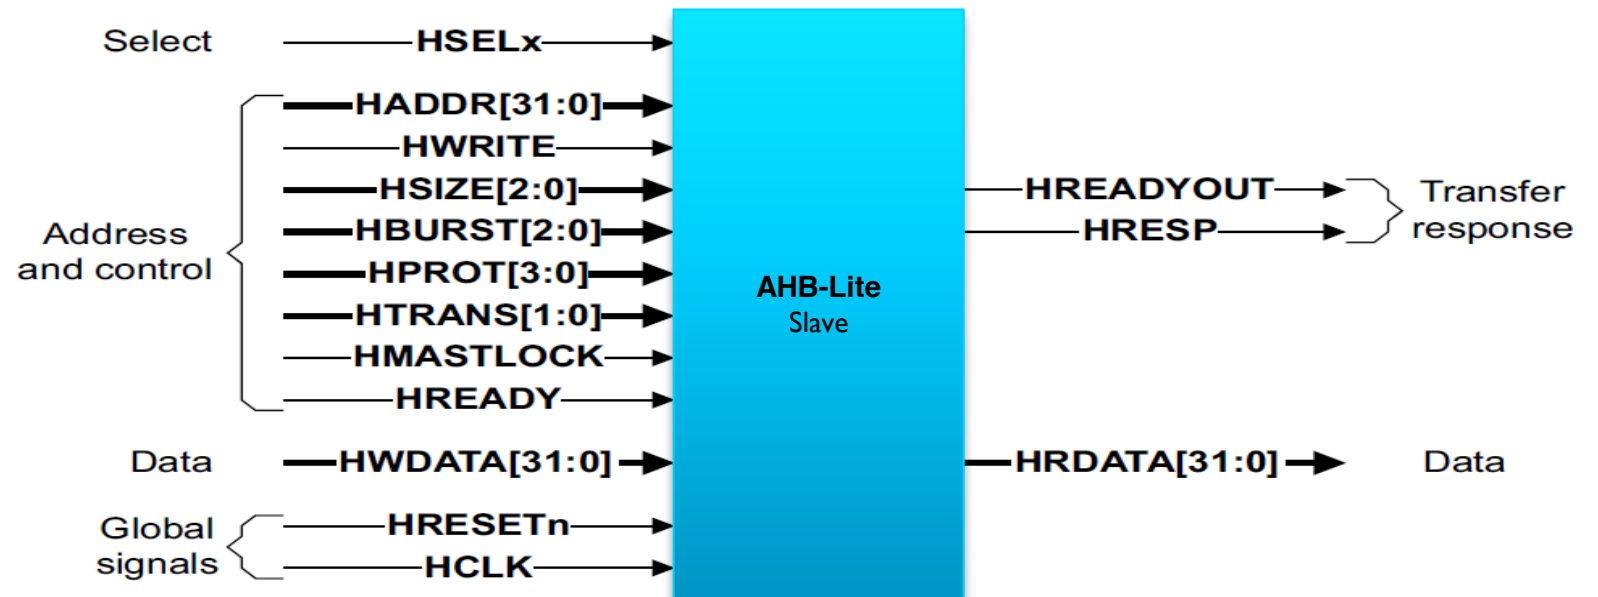 Select
HSELx
Address
and control
HADDR[31:0]
HWRITE
HSIZE[2:0]
HBURST[2:0]
HPROT[3:0]
HTRANS[1:0]
HMASTLOCK
HREADY
Data
HWDATA[31:0]
Global
signals
HRESETn
HCLK
AHB-Lite
Slave
HREADYOUT
HRESP
Transfer
response
HRDATA[31:0]
Data